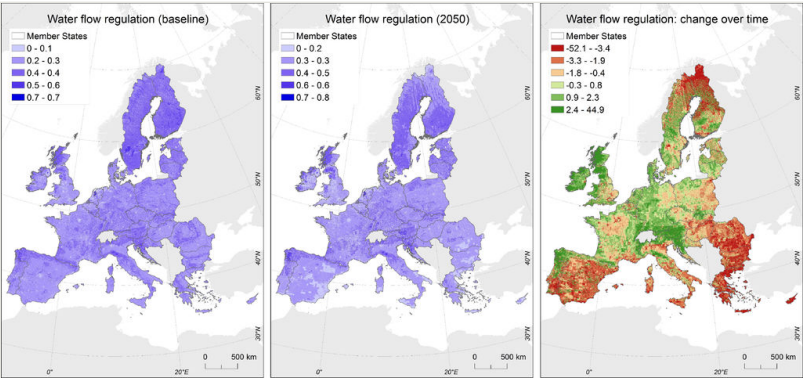 Water flow regulation (baseline)
Member States
0 - 0.1
0.2 - 0.3
0.4 - 0.4
0.5 - 0.6
0.7 - 0.7
60°N
50°N
40°N
30°N
0°
20°E
0 500 km
Water flow regulation (2050)
Member States
0 - 0.2
0.3 - 0.3
0.4 - 0.5
0.6 - 0.6
0.7 - 0.8
60°N
50°N
40°N
30°N
0°
20°E
0 500 km
Water flow regulation: change over time
Member States
-52.1 - -3.4
-3.3 - -1.9
-1.8 - -0.4
-0.3 - 0.8
0.9 - 2.3
2.4 - 44.9
60°N
50°N
40°N
30°N
0°
20°E
0 500 km